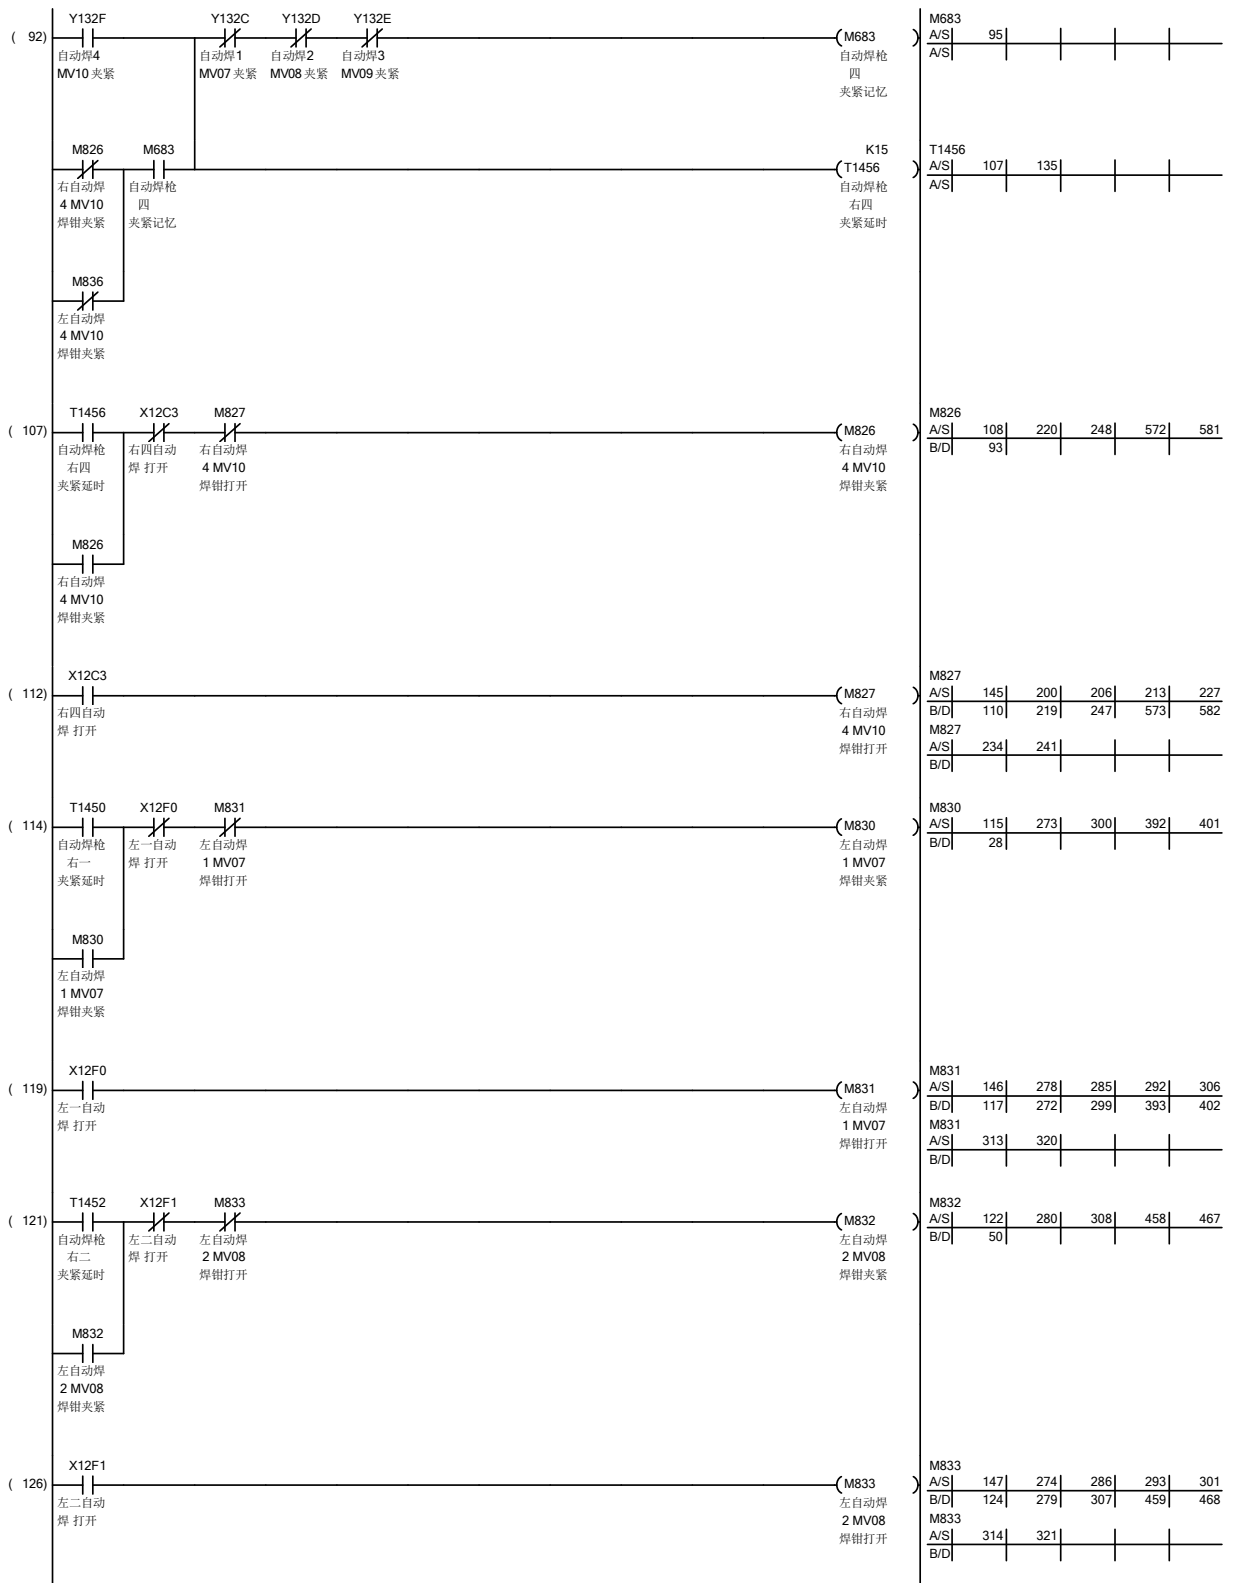 Y132F Y132C Y132D Y132E M683
( 92) M683 A/S 95
自动焊4 自动焊1 自动焊2 自动焊3 自动焊枪 A/S
MV10夹紧 MV07夹紧 MV08夹紧 MV09夹紧 四
夹紧记忆
M826 M683 K15 T1456
T1456 A/S 107 135
右自动焊 自动焊枪 自动焊枪 A/S
4 MV10 四 右四
焊钳夹紧 夹紧记忆 夹紧延时
M836
左自动焊
4 MV10
焊钳夹紧
T1456 X12C3 M827 M826
( 107) M826 A/S 108 220 248 572 581
自动焊枪 右四自动 右自动焊 右自动焊 B/D 93
右四 焊 打开 4 MV10 4 MV10
夹紧延时 焊钳打开 焊钳夹紧
M826
右自动焊
4 MV10
焊钳夹紧
X12C3 M827
( 112) M827 A/S 145 200 206 213 227
右四自动 右自动焊 B/D 110 219 247 573 582
焊 打开 4 MV10 M827
焊钳打开 A/S 234 241
B/D
T1450 X12F0 M831 M830
( 114) M830 A/S 115 273 300 392 401
自动焊枪 左一自动 左自动焊 左自动焊 B/D 28
右一 焊 打开 1 MV07 1 MV07
夹紧延时 焊钳打开 焊钳夹紧
M830
左自动焊
1 MV07
焊钳夹紧
X12F0 M831
( 119) M831 A/S 146 278 285 292 306
左一自动 左自动焊 B/D 117 272 299 393 402
焊 打开 1 MV07 M831
焊钳打开 A/S 313 320
B/D
T1452 X12F1 M833 M832
( 121) M832 A/S 122 280 308 458 467
自动焊枪 左二自动 左自动焊 左自动焊 B/D 50
右二 焊 打开 2 MV08 2 MV08
夹紧延时 焊钳打开 焊钳夹紧
M832
左自动焊
2 MV08
焊钳夹紧
X12F1 M833
( 126) M833 A/S 147 274 286 293 301
左二自动 左自动焊 B/D 124 279 307 459 468
焊 打开 2 MV08 M833
焊钳打开 A/S 314 321
B/D